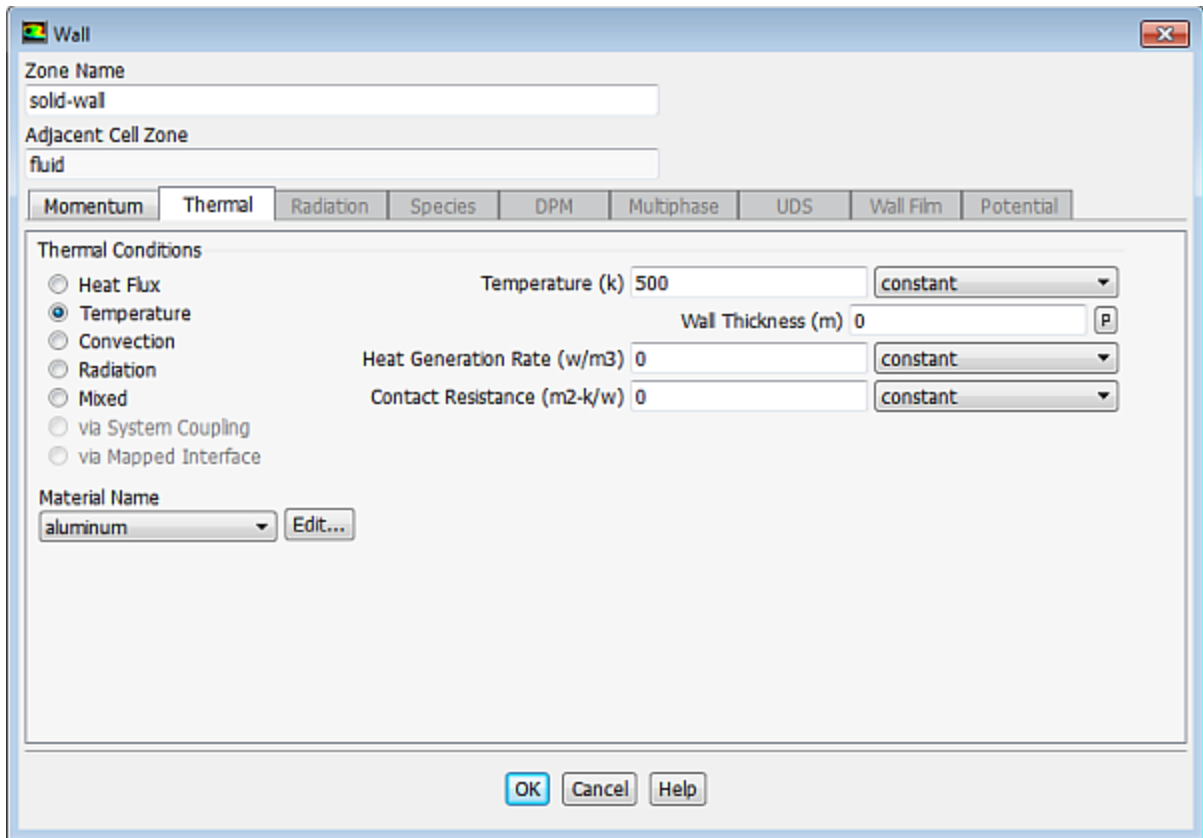 Wall
Zone Name
solid-wall
Adjacent Cell Zone
fluid
Momentum Thermal Radiation Species DPM Multiphase UDS Wall Film Potential
Thermal Conditions
Heat Flux Temperature (k) 500 constant
Temperature Wall Thickness (m) 0 P
Convection
Radiation Heat Generation Rate (w/m3) 0 constant
Mixed Contact Resistance (m2-k/w) 0 constant
via System Coupling
via Mapped Interface
Material Name
aluminum Edit...
OK Cancel Help